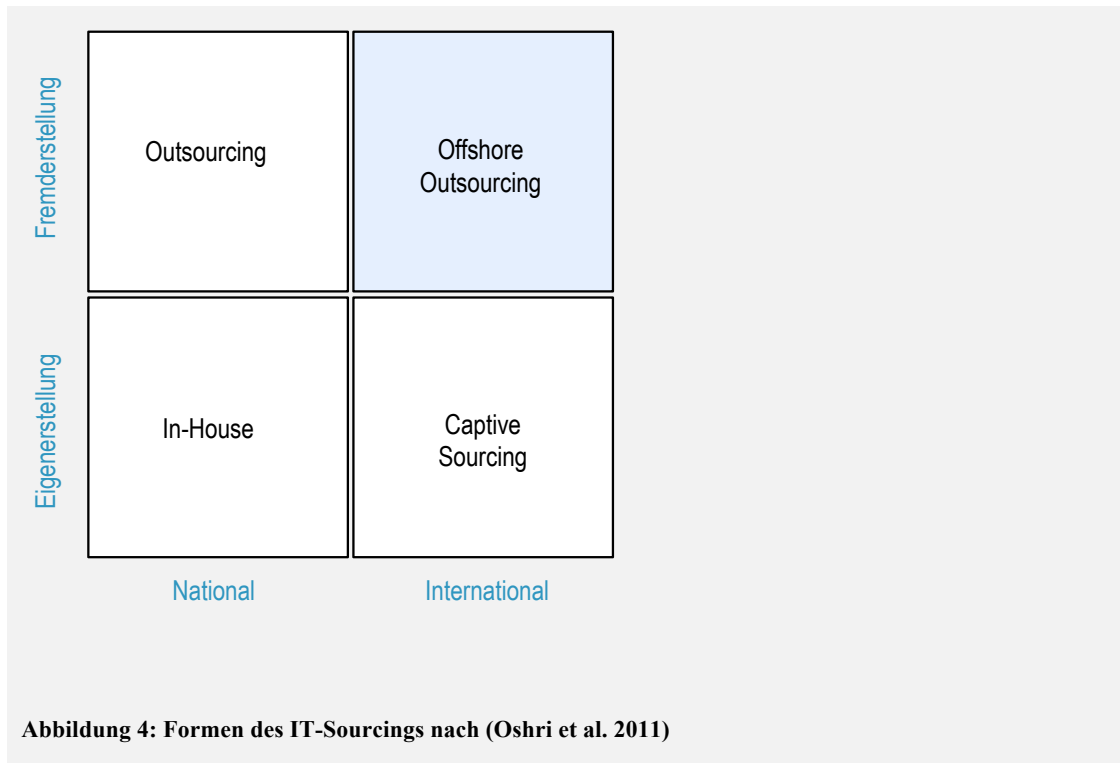 Fremderstellung
Outsourcing
Offshore
Outsourcing
Eigenerstellung
In-House
Captive
Sourcing
National
International
Abbildung 4: Formen des IT-Sourcings nach (Oshri et al. 2011)